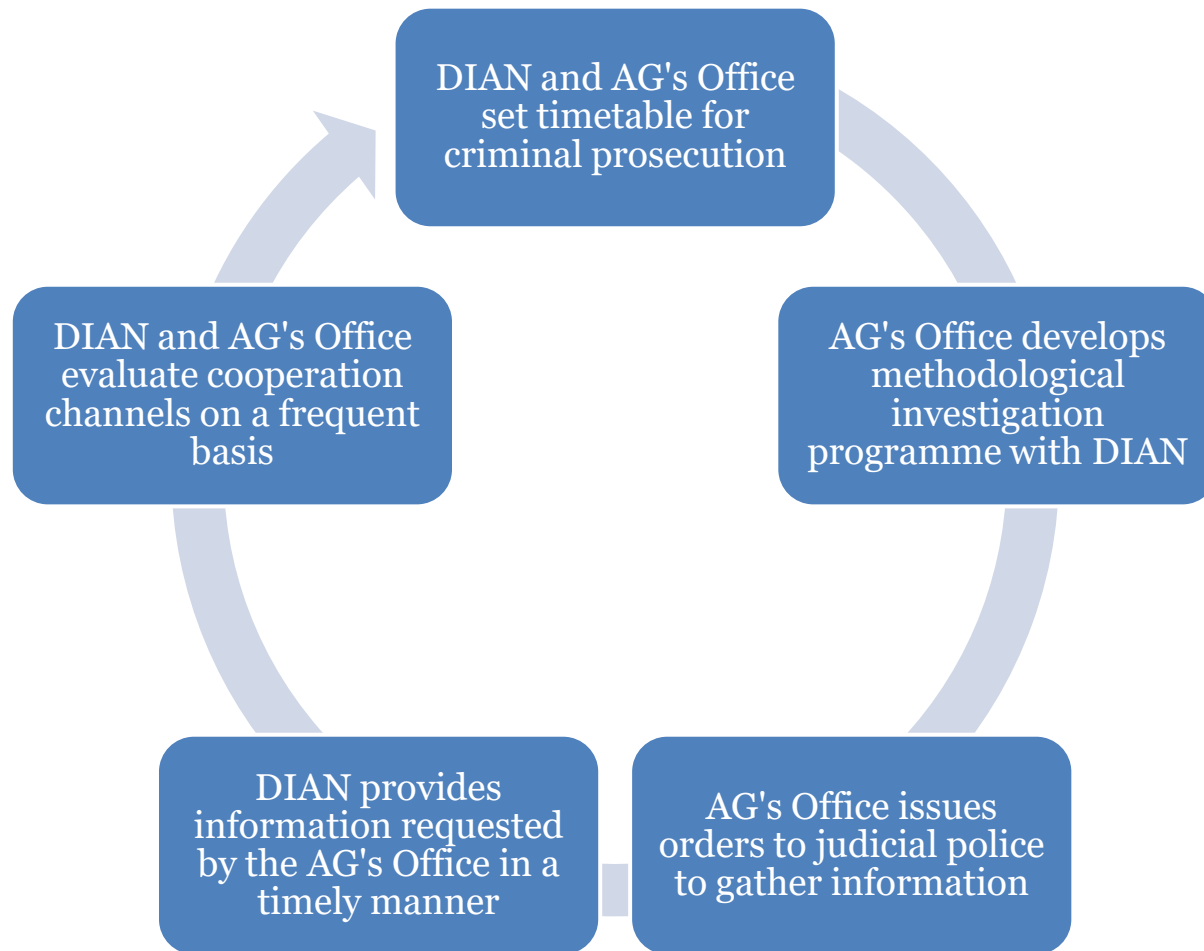 DIAN and AG's Office
set timetable for
criminal prosecution
AG's Office develops
methodological
investigation
programme with DIAN
AG's Office issues
orders to judicial police
to gather information
DIAN provides
information requested
by the AG's Office in a
timely manner
DIAN and AG's Office
evaluate cooperation
channels on a frequent
basis